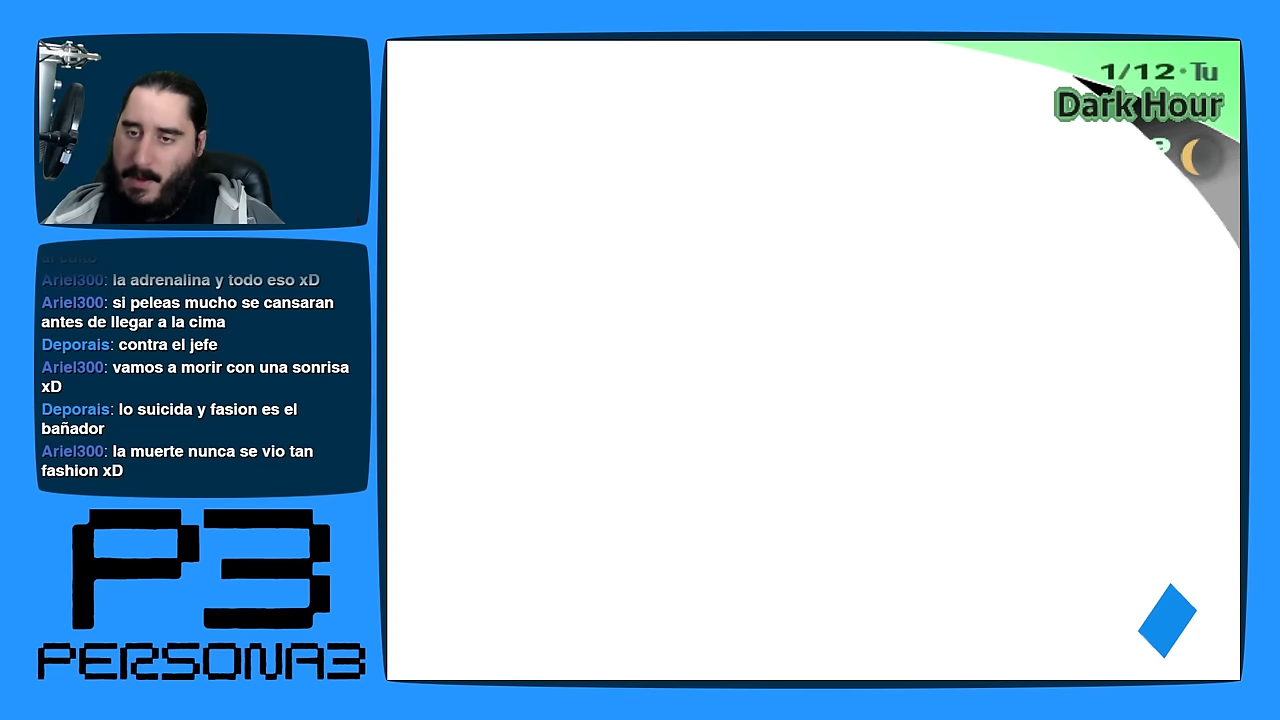 1/12·Tu
Dark Hour
Ariel300: la adrenalina y todo eso xD
Ariel300: si peleas mucho se cansaran
antes de llegar a la cima
Deporais: contra el jefe
Ariel300: vamos a morir con una sonrisa
xD
Deporais: lo suicida y fasion es el
bañador
Ariel300: la muerte nunca se vio tan
fashion xD
P3
PERSONA3